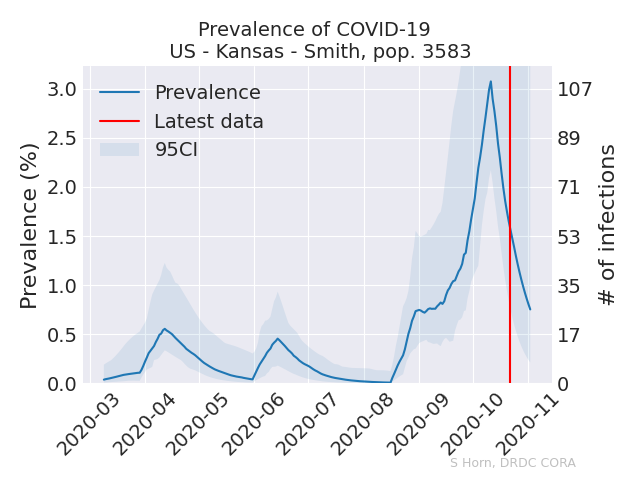 Prevalence of COVID-19
US - Kansas - Smith, pop. 3583
Prevalence
Latest data
95CI
Prevalence (%)
3.0
2.5
2.0
1.5
1.0
0.5
0.0
107
89
71
53
35
17
0
# of infections
2020-03
2020-04
2020-05
2020-06
2020-07
2020-08
2020-09
2020-10
2020-11
S Horn, DRDC CORA